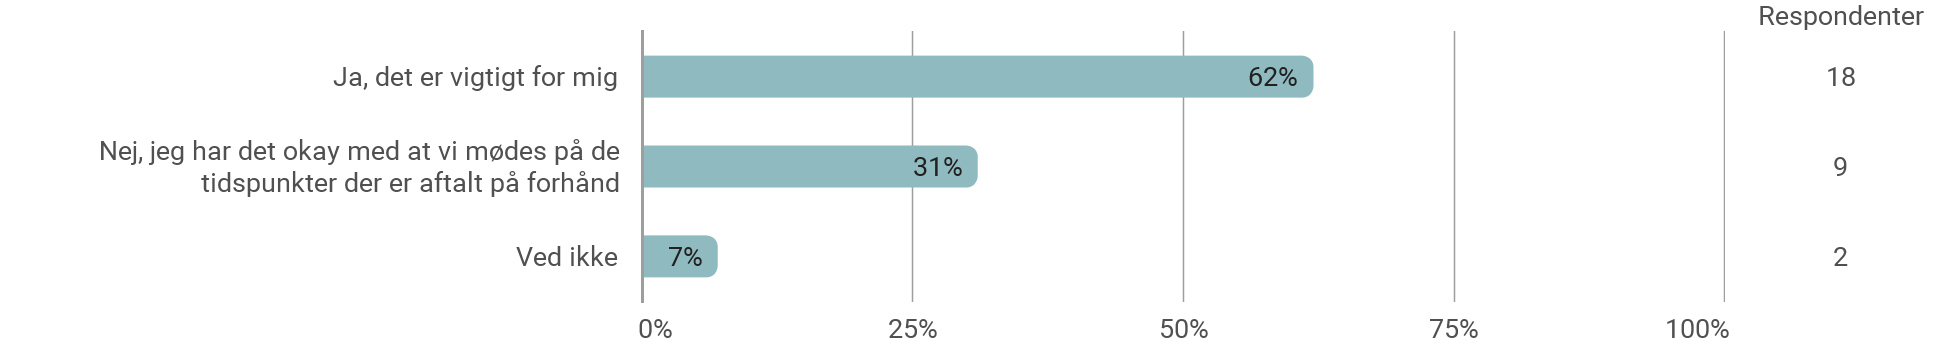 Respondenter
Ja, det er vigtigt for mig
62%
18
Nej, jeg har det okay med at vi mødes på de
tidspunkter der er aftalt på forhånd
31%
9
Ved ikke
7%
2
0%
25%
50%
75%
100%